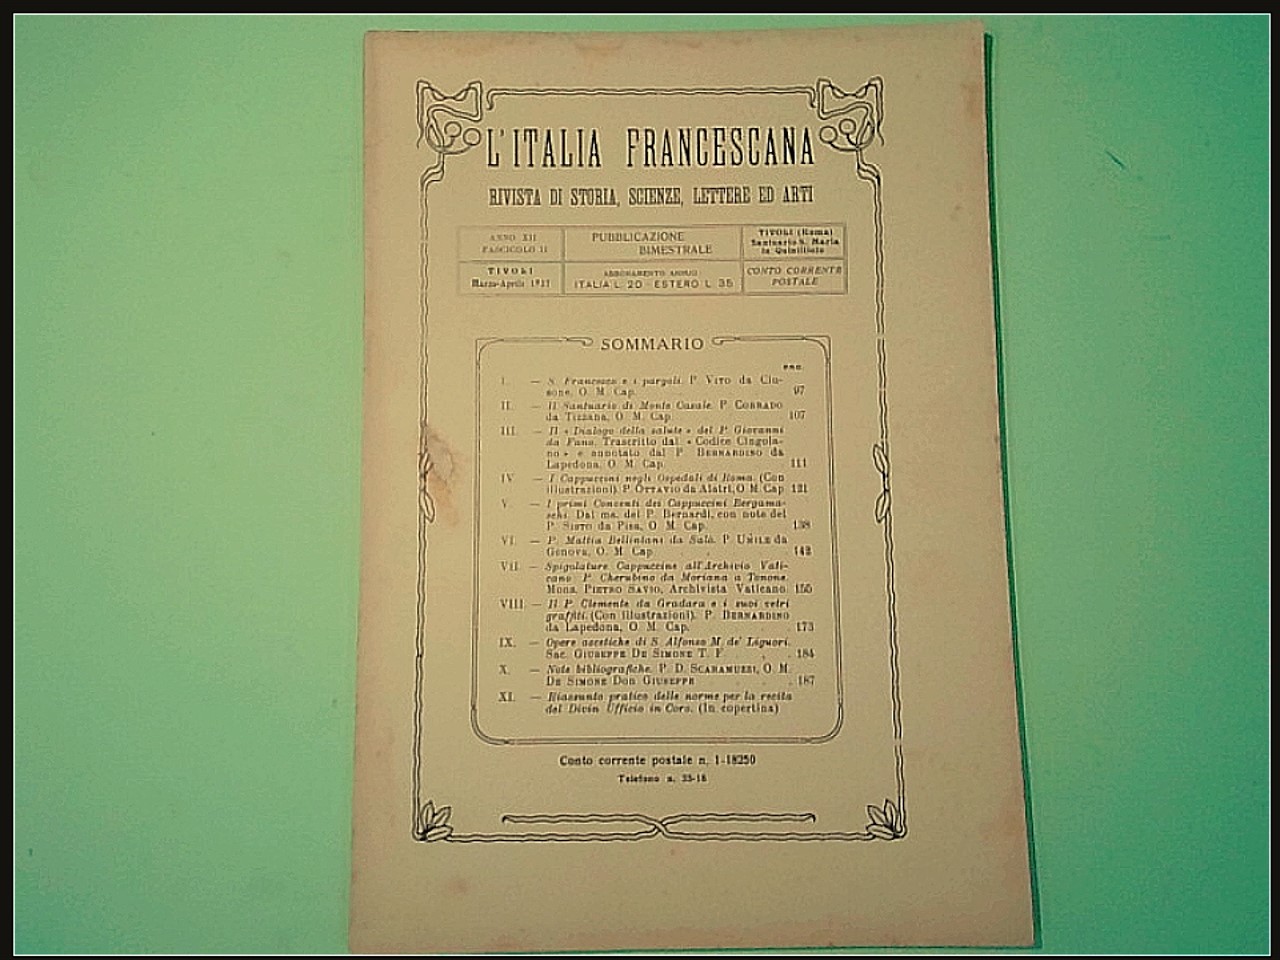 L'ITALIA FRANCESCANA
RIVISTA DI STORIA, SCIENZE, LETTERE ED ARTI
ANNO XII
FASCICOLO II
PUBBLICAZIONE
BIMESTRALE
TIVOLI (Roma)
Santuario S. Maria
in Quintiliolo
TIVOLI
Marzo-Aprile 1937
ABBONAMENTO ANNUO
ITALIA L. 20 - ESTERO L. 35
CONTO CORRENTE
POSTALE
SOMMARIO
PAG.
I. — S. Francesco e i pargoli. P. VITO da Clu-
sone, O. M. Cap. 97
II. — Il Santuario di Monte Casale. P. CORRADO
da Tizzana, O. M. Cap. 107
III. — Il « Dialogo della salute » del P. Giovanni
da Fano. Trascritto dal « Codice Cingola-
no » e annotato dal P. BERNARDINO da
Lapedona, O. M. Cap. 111
IV — I Cappuccini negli Ospedali di Roma. (Con
illustrazioni). P. OTTAVIO da Alatri, O. M. Cap. 121
V. — I primi Conventi dei Cappuccini Bergama-
schi. Dal ms. del P. Bernardi, con note del
P. SISTO da Pisa, O. M. Cap. 138
VI. — P. Mattia Bellintani da Salò. P. UMILE da
Genova, O. M. Cap. . . . 142
VII. — Spigolature Cappuccine all'Archivio Vati-
cano. P. Cherubino da Moriana a Tonone.
Mons. PIETRO SAVIO, Archivista Vaticano. 155
VIII. — Il P. Clemente da Gradara e i suoi vetri
graffiti. (Con illustrazioni). P. BERNARDINO
da Lapedona, O. M. Cap. . 173
IX. — Opere ascetiche di S. Alfonso M. de' Liguori.
Sac. GIUSEPPE DE SIMONE T. F. . . 184
X. — Note bibliografiche. P. D. SCARAMUZZI, O. M.
DE SIMONE Don GIUSEPPE . . . 187
XI. — Riassunto pratico delle norme per la recita
del Divin Ufficio in Coro. (In copertina)
Conto corrente postale n. 1-18250
Telefono n. 33-18